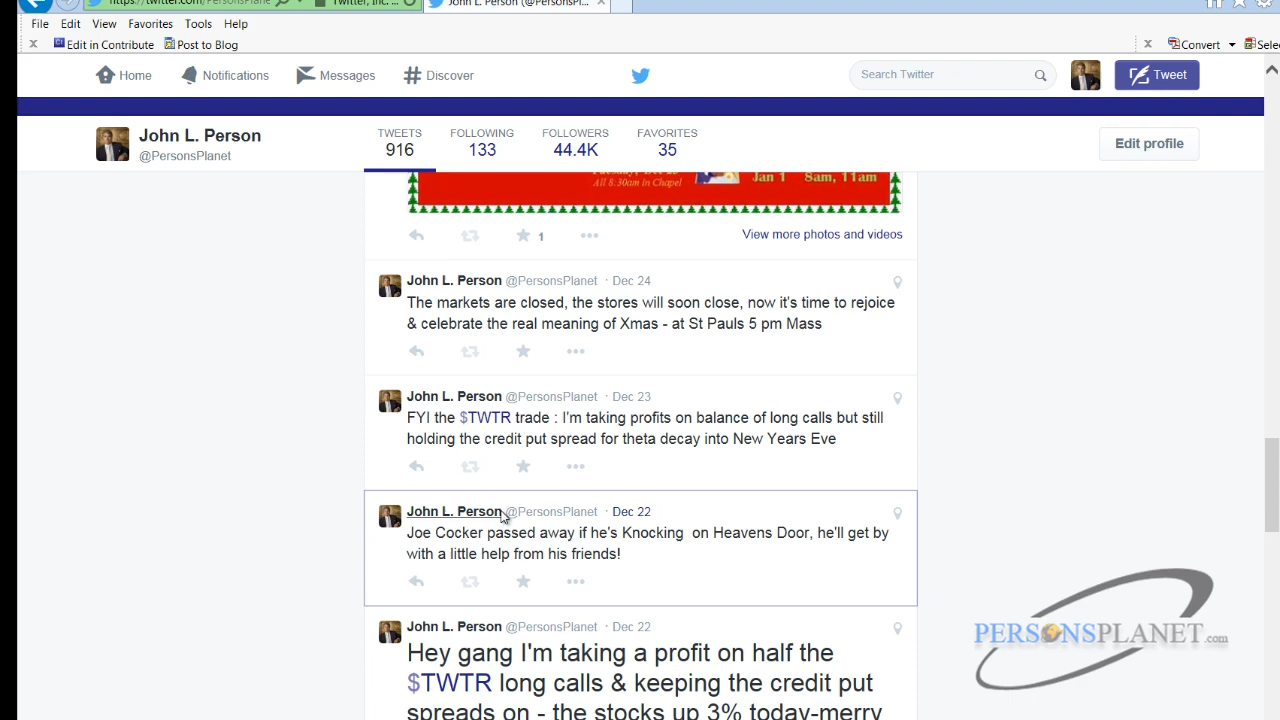 https://twitter.com/PersonsPlane
Twitter, Inc. ...
John L. Person (@PersonsPl...
File Edit View Favorites Tools Help
x Edit in Contribute Post to Blog x Convert Selec
Home Notifications Messages # Discover Search Twitter Tweet
John L. Person
@PersonsPlanet
TWEETS FOLLOWING FOLLOWERS FAVORITES
916 133 44.4K 35
Edit profile
All 8.30am in Chapel
Jan 1 8am, 11am
1
View more photos and videos
John L. Person @PersonsPlanet · Dec 24
The markets are closed, the stores will soon close, now it's time to rejoice
& celebrate the real meaning of Xmas - at St Pauls 5 pm Mass
John L. Person @PersonsPlanet · Dec 23
FYI the $TWTR trade : I'm taking profits on balance of long calls but still
holding the credit put spread for theta decay into New Years Eve
John L. Person @PersonsPlanet · Dec 22
Joe Cocker passed away if he's Knocking on Heavens Door, he'll get by
with a little help from his friends!
John L. Person @PersonsPlanet · Dec 22
Hey gang I'm taking a profit on half the
$TWTR long calls & keeping the credit put
spreads on - the stocks up 3% today-merry
PERSONSPLANET.com